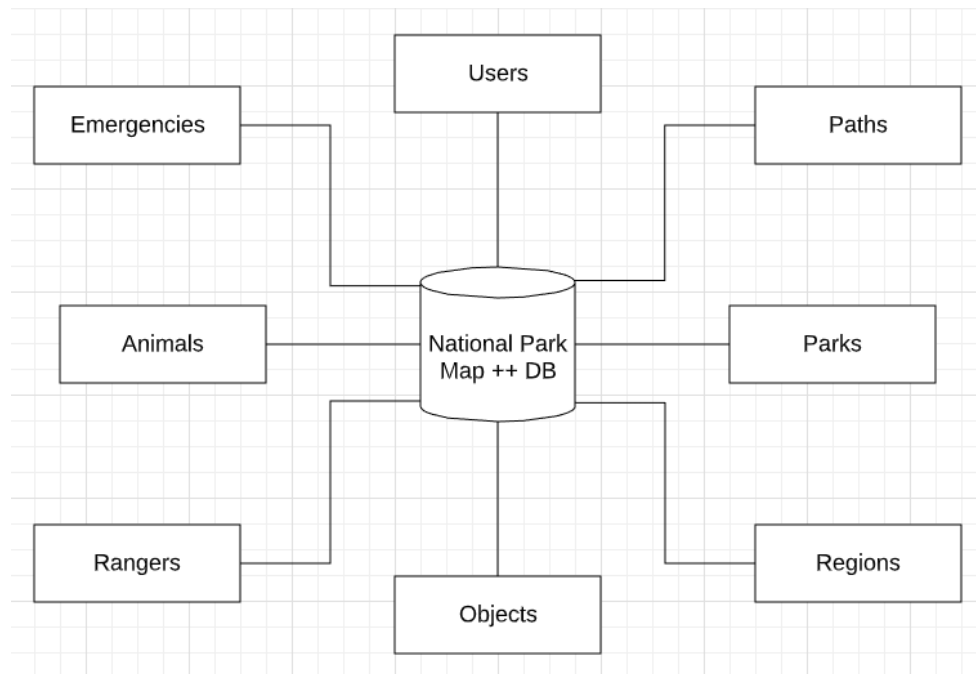 Users
Emergencies
Paths
Animals
National Park
Map ++ DB
Parks
Rangers
Regions
Objects